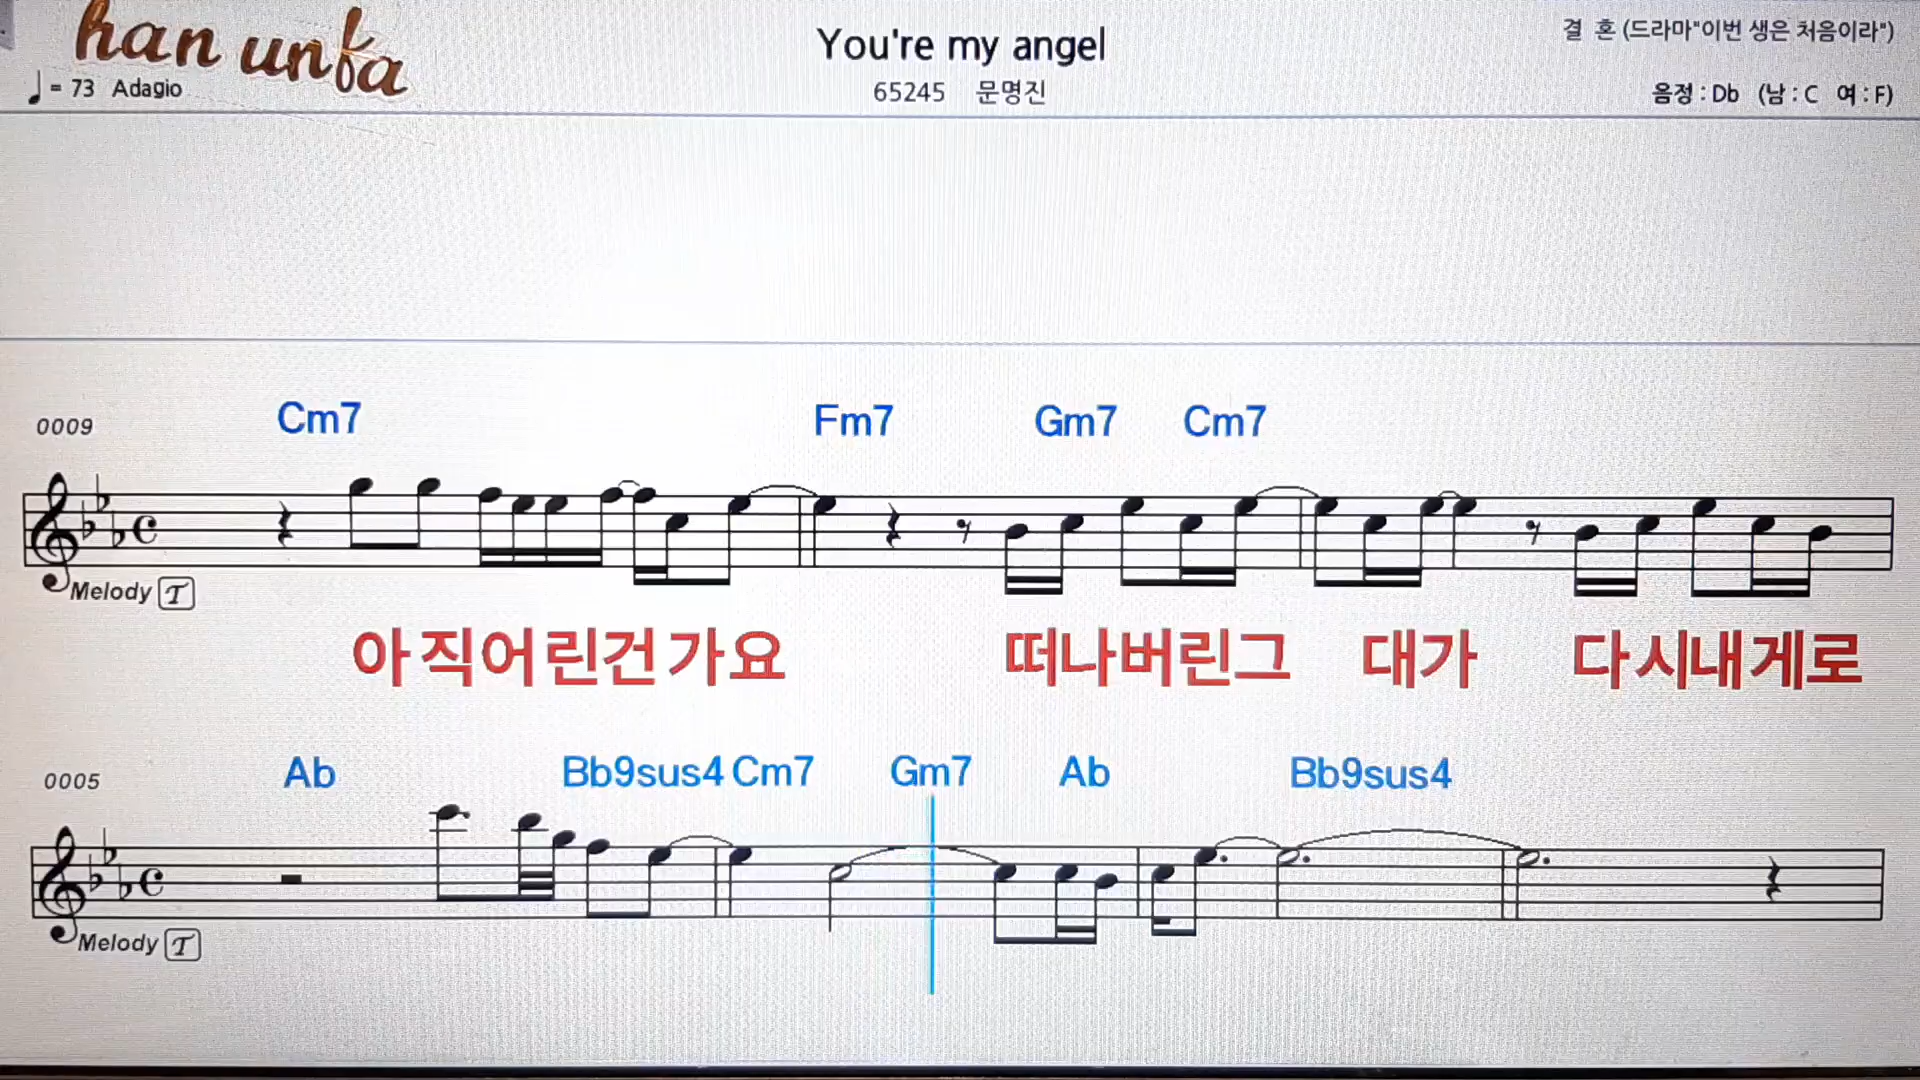 han unfa
You're my angel
결 혼 (드라마"이번 생은 처음이라")
♩ = 73 Adagio
65245 문명진
음정 : Db (남 : C 여 : F)
0009 Cm7 Fm7 Gm7 Cm7
Melody T
아직어린건가요 떠나버린그 대가 다시내게로
0005 Ab Bb9sus4 Cm7 Gm7 Ab Bb9sus4
Melody T